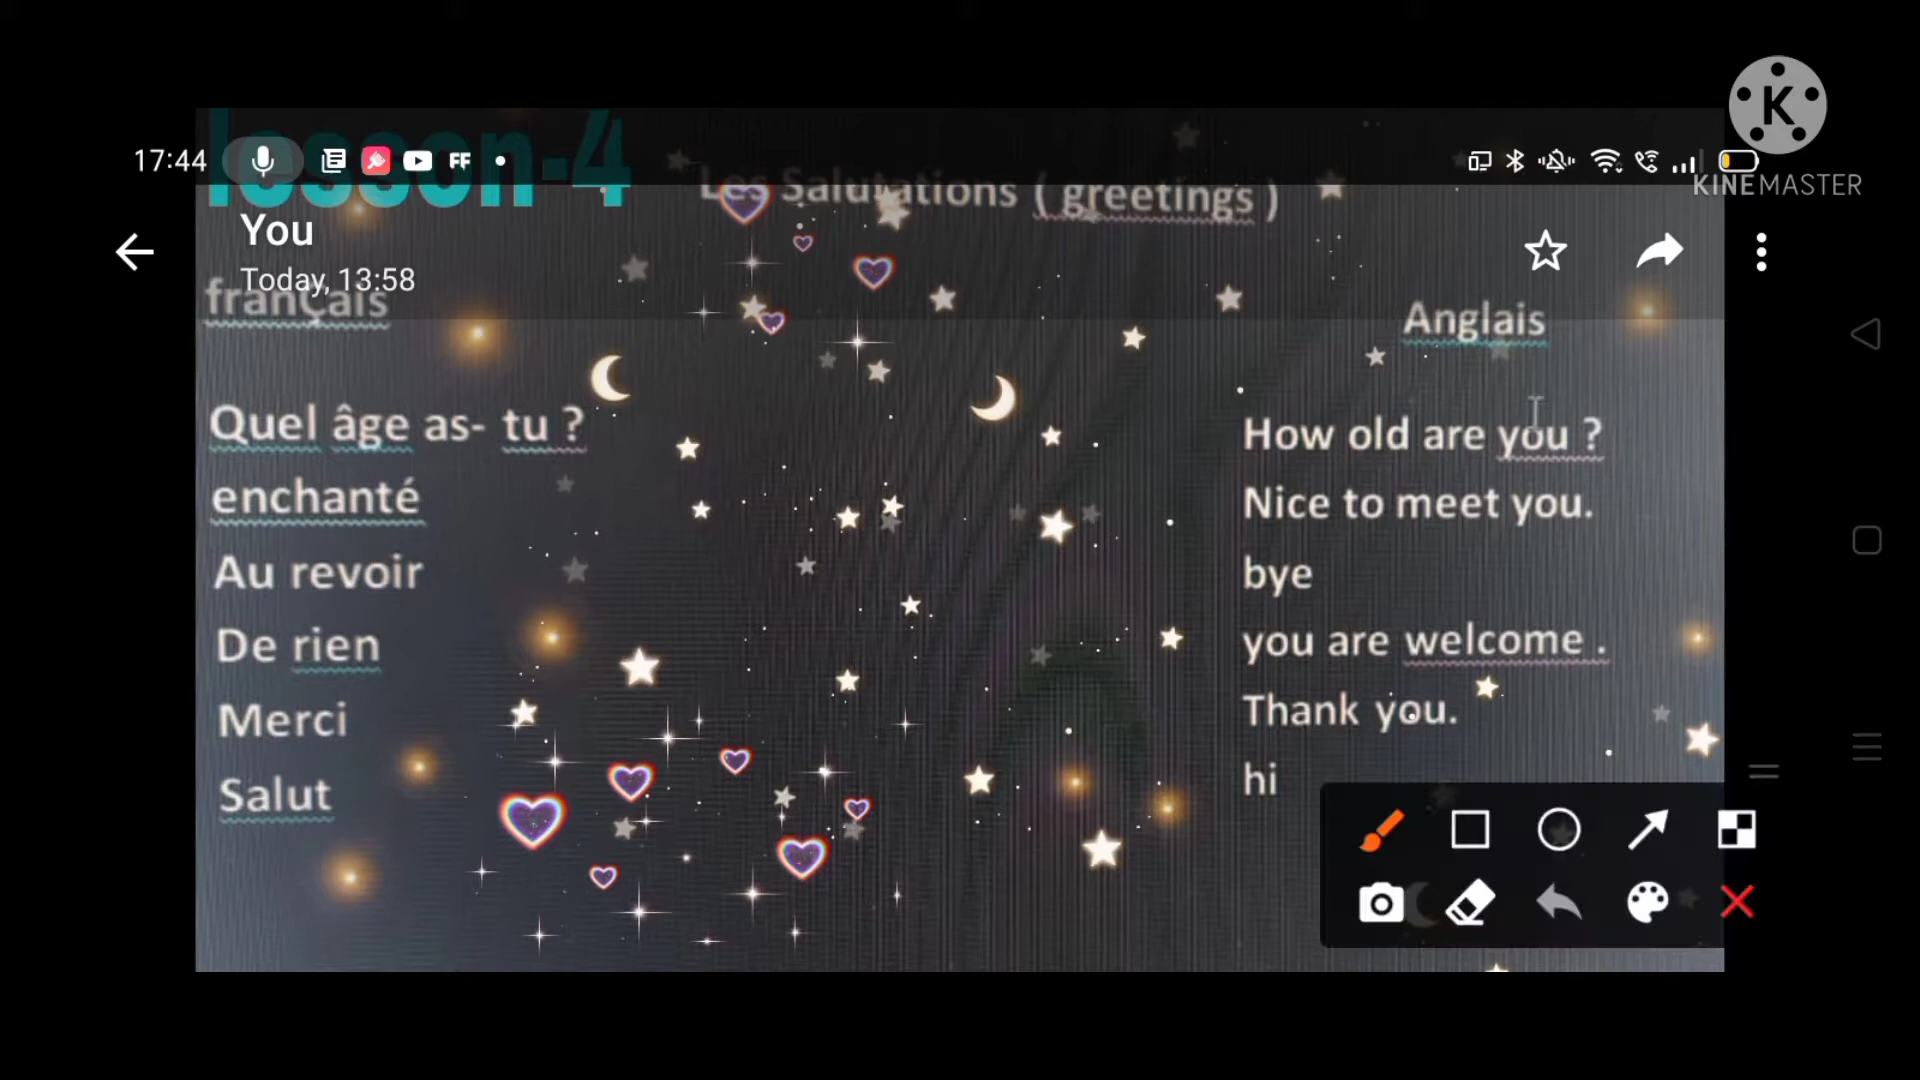 lesson-4
17:44
FF
K
KINEMASTER
Les Salutations ( greetings )
You
Today, 13:58
franÇais
Anglais
Quel âge as- tu ?
How old are you ?
enchanté
Nice to meet you.
Au revoir
bye
De rien
you are welcome .
Merci
Thank you.
Salut
hi